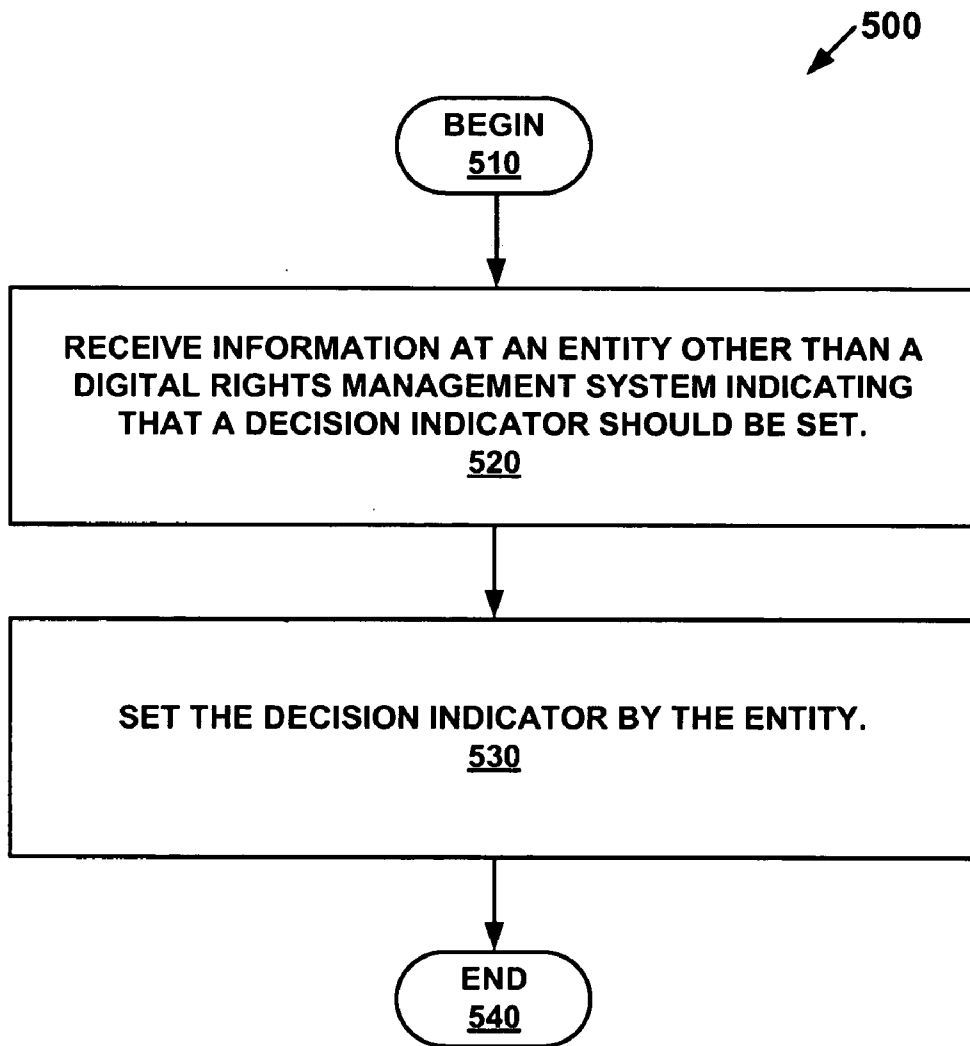 500
BEGIN
510
RECEIVE INFORMATION AT AN ENTITY OTHER THAN A
DIGITAL RIGHTS MANAGEMENT SYSTEM INDICATING
THAT A DECISION INDICATOR SHOULD BE SET.
520
SET THE DECISION INDICATOR BY THE ENTITY.
530
END
540